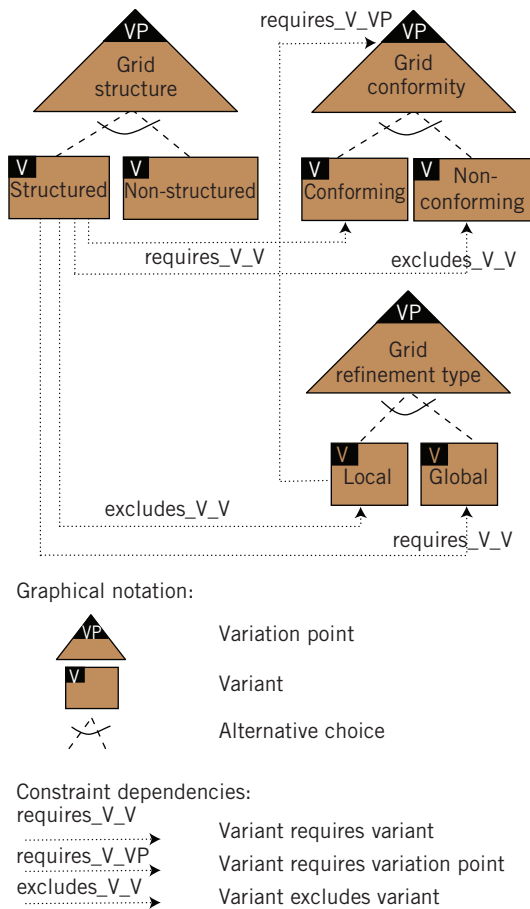 requires_V_VP
VP
Grid
structure
VP
Grid
conformity
V
Structured
V
Non-structured
V
Conforming
V
Non-
conforming
requires_V_V
excludes_V_V
VP
Grid
refinement type
V
Local
V
Global
excludes_V_V
requires_V_V
Graphical notation:
VP
Variation point
V
Variant
Alternative choice
Constraint dependencies:
requires_V_V
Variant requires variant
requires_V_VP
Variant requires variation point
excludes_V_V
Variant excludes variant